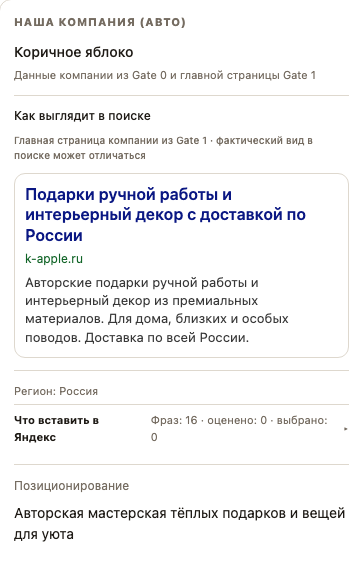 НАША КОМПАНИЯ (АВТО)
Коричное яблоко
Данные компании из Gate 0 и главной страницы Gate 1
Как выглядит в поиске
Главная страница компании из Gate 1 · фактический вид в
поиске может отличаться
Подарки ручной работы и
интерьерный декор с доставкой по
России
k-apple.ru
Авторские подарки ручной работы и
интерьерный декор из премиальных
материалов. Для дома, близких и особых
поводов. Доставка по всей России.
Регион: Россия
Что вставить в
Яндекс
Фраз: 16 · оценено: 0 · выбрано:
0
Позиционирование
Авторская мастерская тёплых подарков и вещей
для уюта